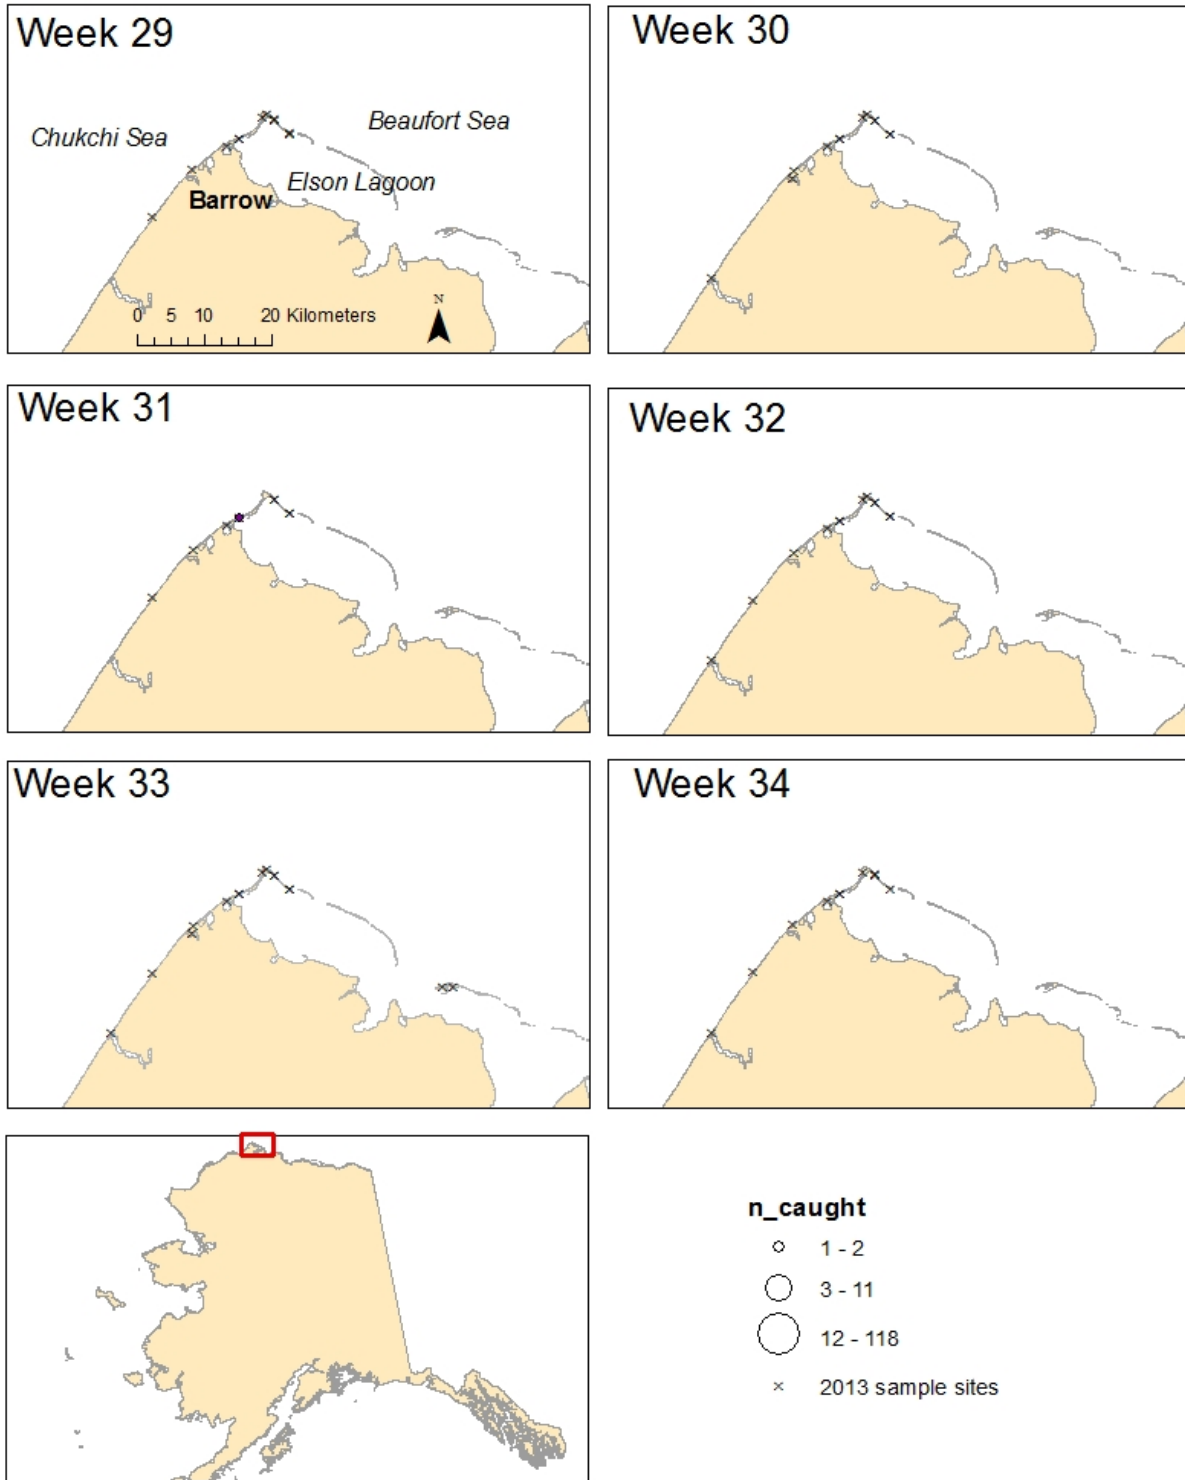 Week 29
Week 30
Chukchi Sea
Beaufort Sea
Elson Lagoon
Barrow
0 5 10 20 Kilometers
N
Week 31
Week 32
Week 33
Week 34
n_caught
1 - 2
3 - 11
12 - 118
2013 sample sites